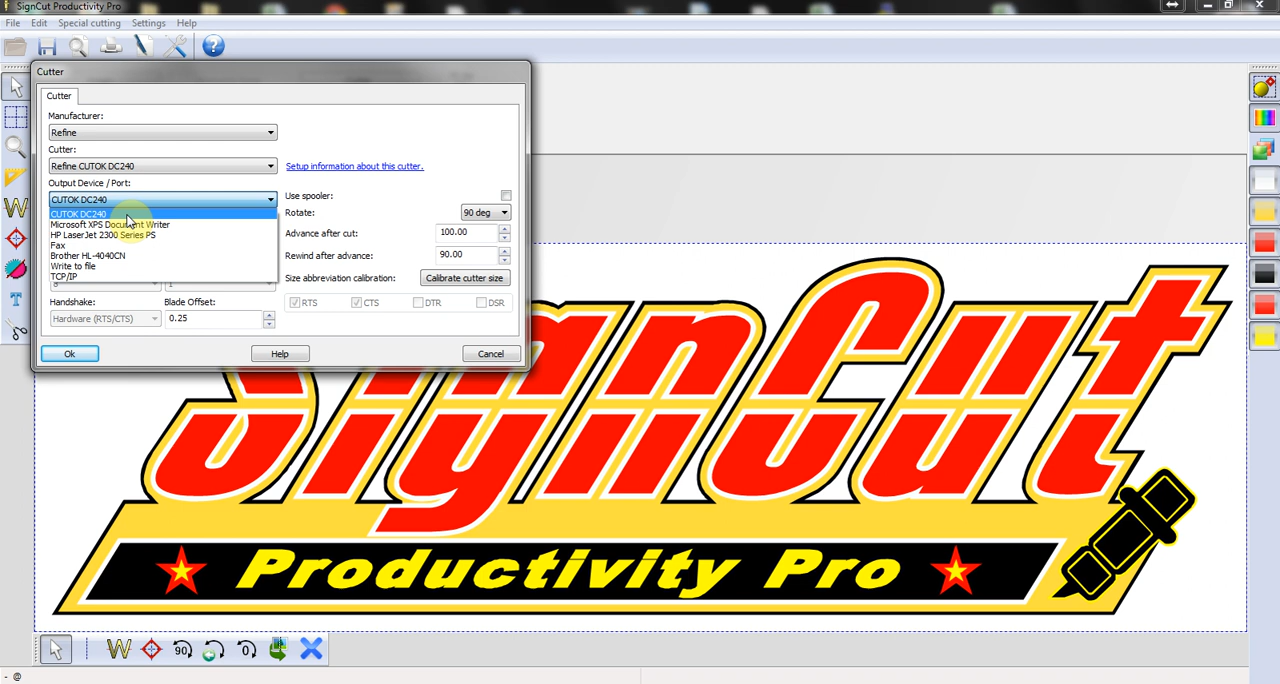 SignCut Productivity Pro
File Edit Special cutting Settings Help
Cutter
Cutter
Manufacturer:
Refine
Cutter:
Refine CUTOK DC240
Setup information about this cutter.
Output Device / Port:
CUTOK DC240
CUTOK DC240
Microsoft XPS Document Writer
HP LaserJet 2300 Series PS
Fax
Brother HL-4040CN
Write to file
TCP/IP
Use spooler:
Rotate: 90 deg
Advance after cut: 100.00
Rewind after advance: 90.00
Size abbreviation calibration: Calibrate cutter size
8 1
Handshake: Blade Offset:
RTS CTS DTR DSR
Hardware (RTS/CTS) 0.25
Ok Help Cancel
SignCut
Productivity Pro
W
T
W 90 0
- @